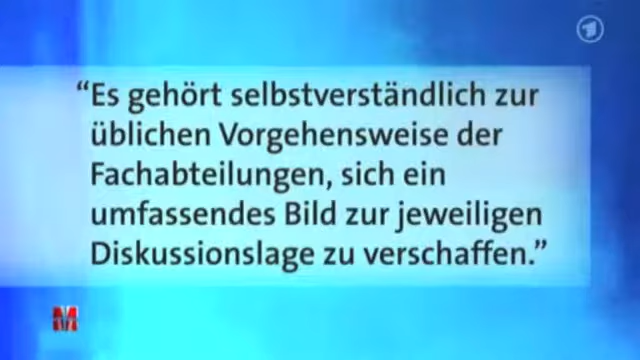 “Es gehört selbstverständlich zur
üblichen Vorgehensweise der
Fachabteilungen, sich ein
umfassendes Bild zur jeweiligen
Diskussionslage zu verschaffen.”
M